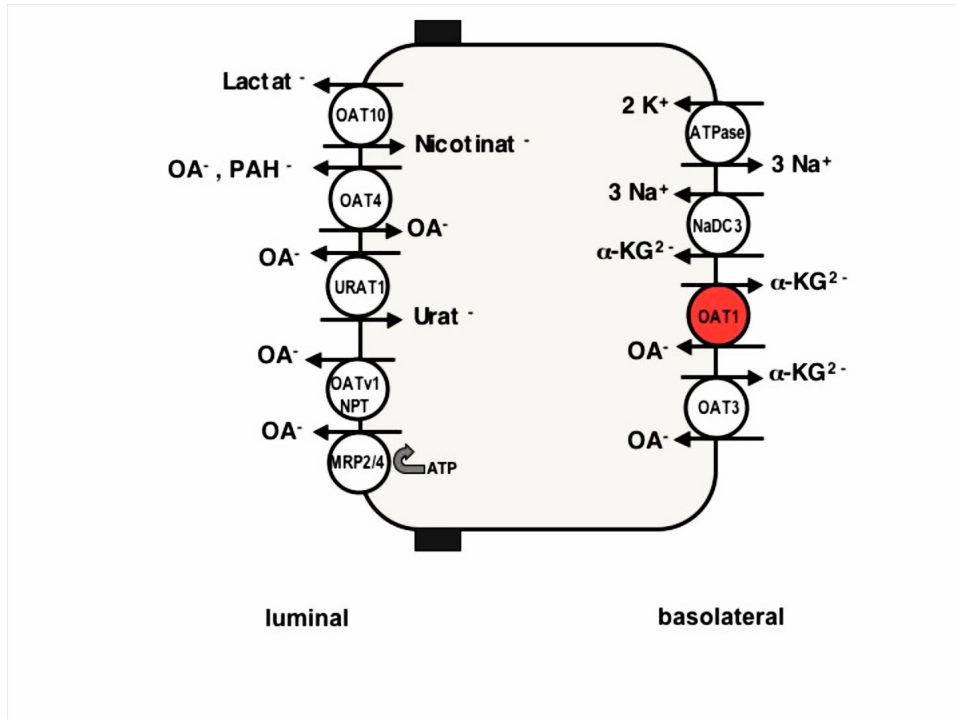 Lactat -
OAT10
Nicotinat -
OA- , PAH -
OAT4
OA-
OA-
URAT1
Urat -
OA-
OATv1
NPT
OA-
MRP2/4
ATP
2 K+
ATPase
3 Na+
3 Na+
NaDC3
α-KG2-
α-KG2-
OAT1
OA-
α-KG2-
OAT3
OA-
luminal
basolateral